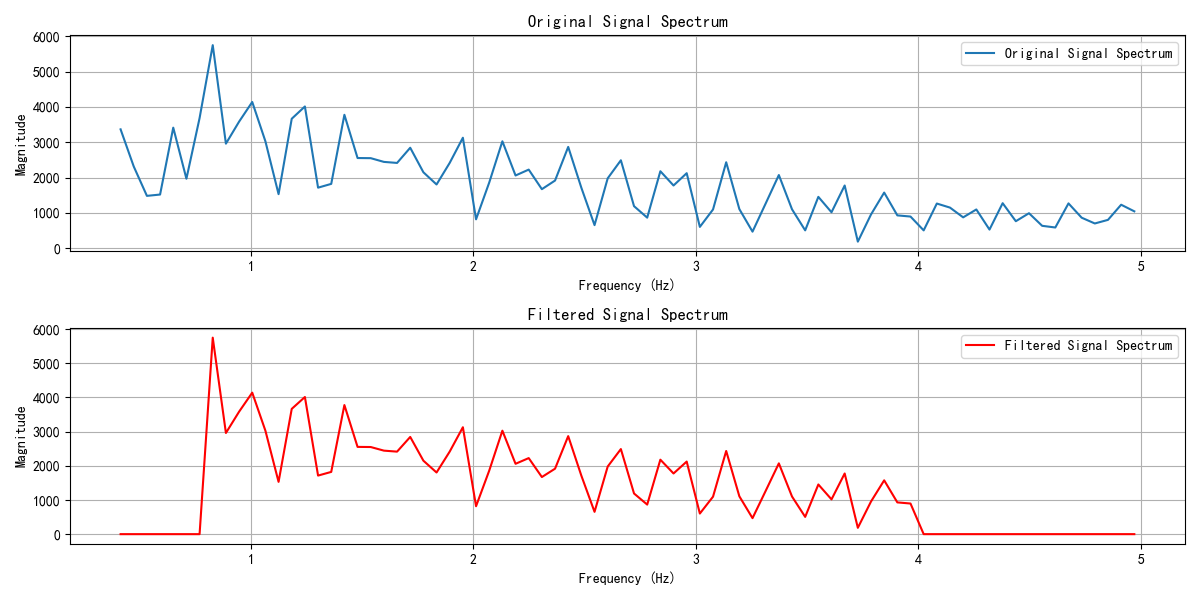 Original Signal Spectrum
6000
5000
4000
3000
2000
1000
0
Magnitude
Original Signal Spectrum
1 2 3 4 5
Frequency (Hz)
Filtered Signal Spectrum
6000
5000
4000
3000
2000
1000
0
Magnitude
Filtered Signal Spectrum
1 2 3 4 5
Frequency (Hz)